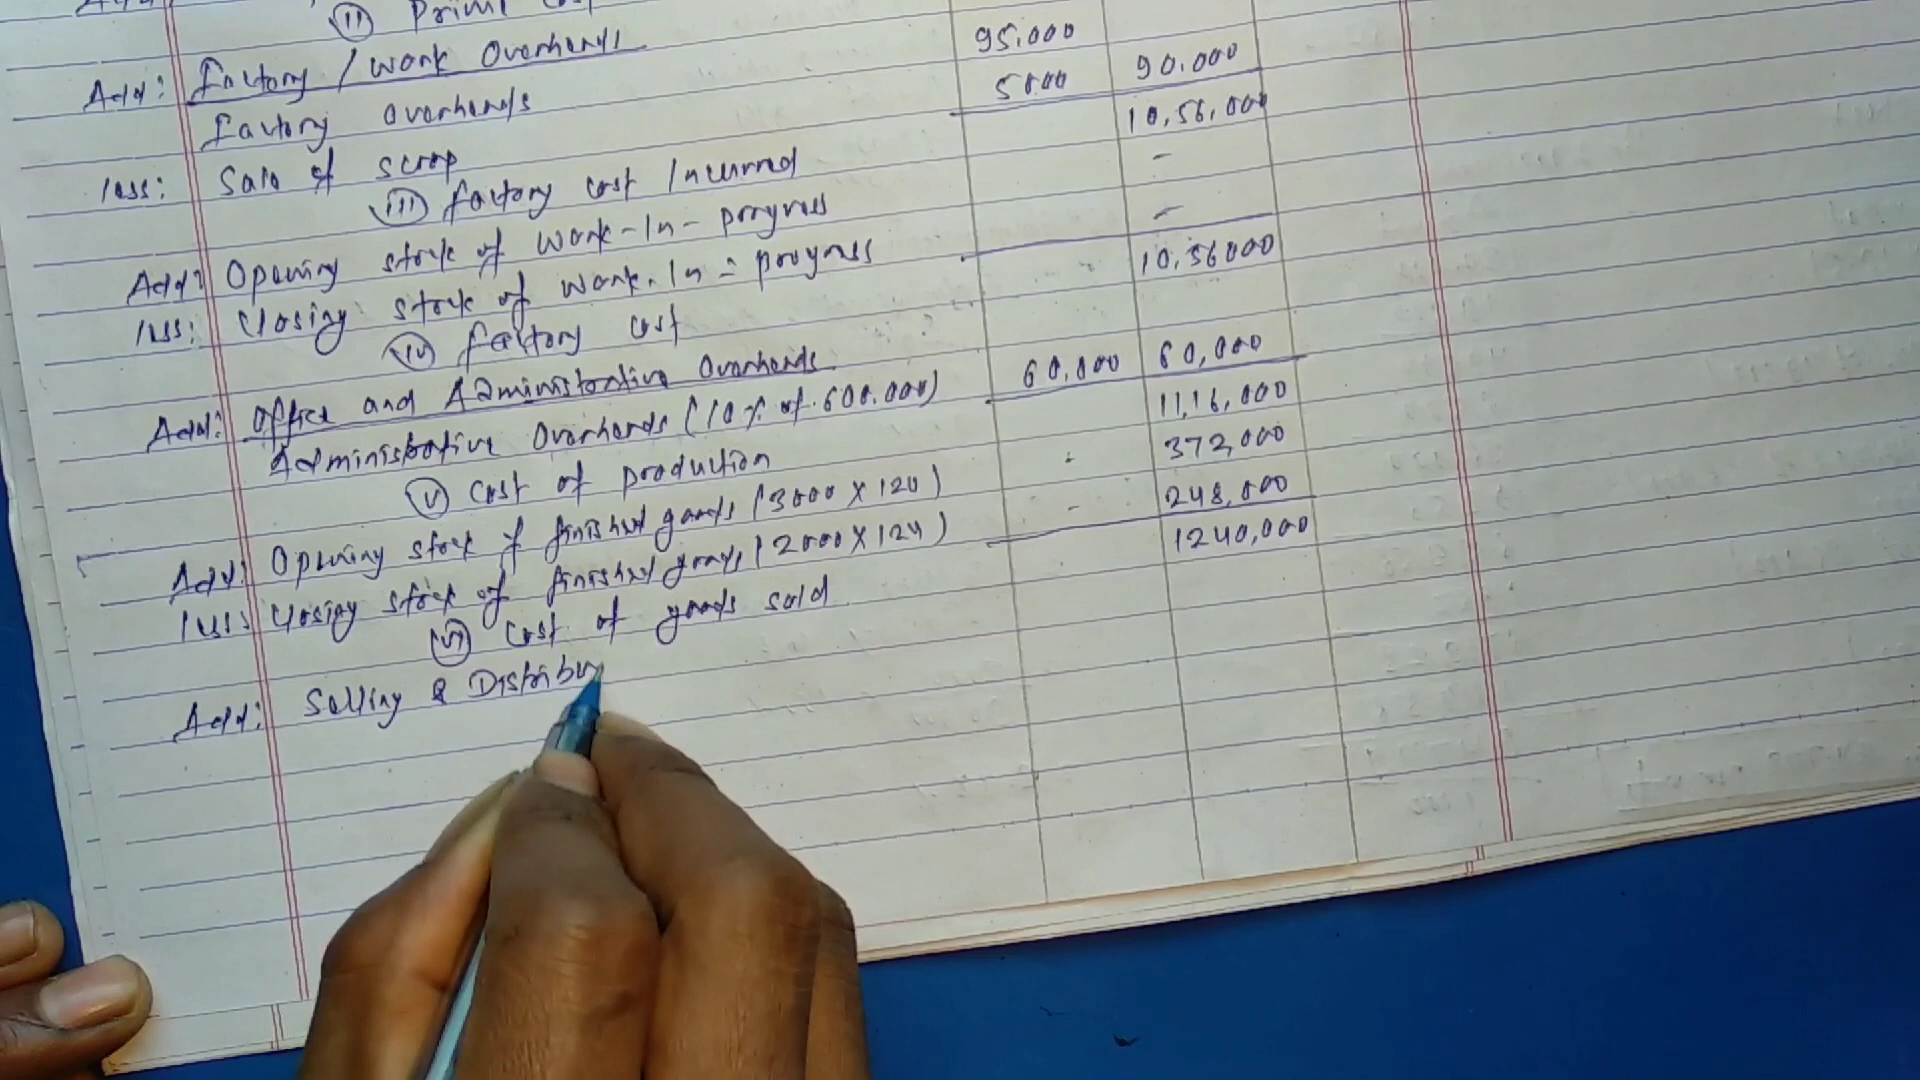 (II) Prime Cost
Add: Factory / Work Overheads
Factory Overheads 95,000
Less: Sale of scrap 5000 90,000
(III) Factory cost Incurred 10,56,000
Add: Opening stock of Work-In-progress -
Less: Closing stock of Work-In-progress -
(IV) Factory cost 10,56000
Add: Office and Administrative Overheads
Administrative Overheads (10% of 600,000) 60,000 60,000
(V) Cost of production 11,16,000
Add: Opening stock of finished goods (3000 X 124) - 372,000
Less: Closing stock of finished goods (2000 X 124) - 248,000
(VI) Cost of goods sold 1240,000
Add: Selling & Distribu